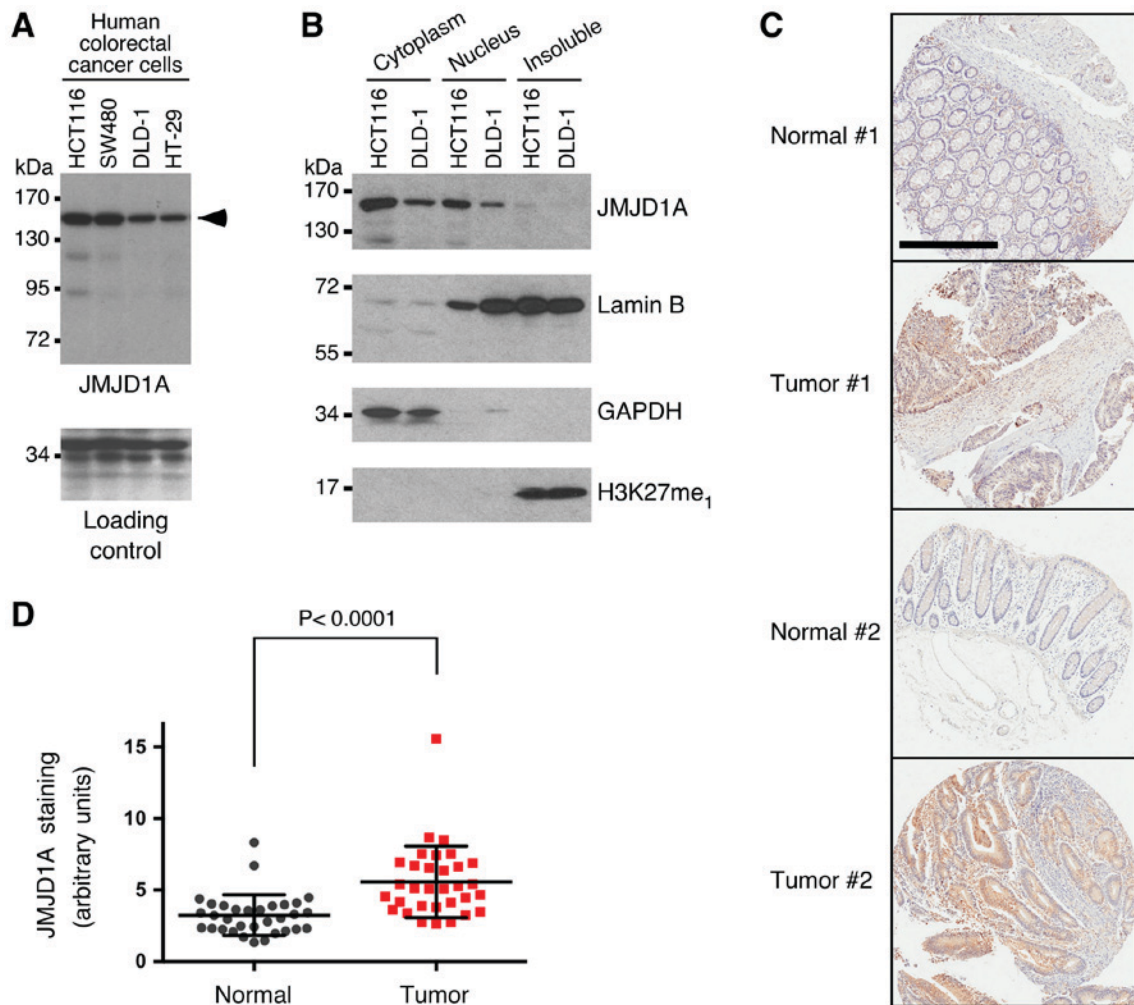 A
Human
colorectal
cancer cells
HCT116
SW480
DLD-1
HT-29
kDa
170
130
95
72
JMJD1A
34
Loading
control
B
Cytoplasm
Nucleus
Insoluble
HCT116
DLD-1
HCT116
DLD-1
HCT116
DLD-1
kDa
170
130
JMJD1A
72
55
Lamin B
34
GAPDH
17
H3K27me1
C
Normal #1
Tumor #1
Normal #2
Tumor #2
D
P< 0.0001
JMJD1A staining
(arbitrary units)
15
10
5
0
Normal
Tumor